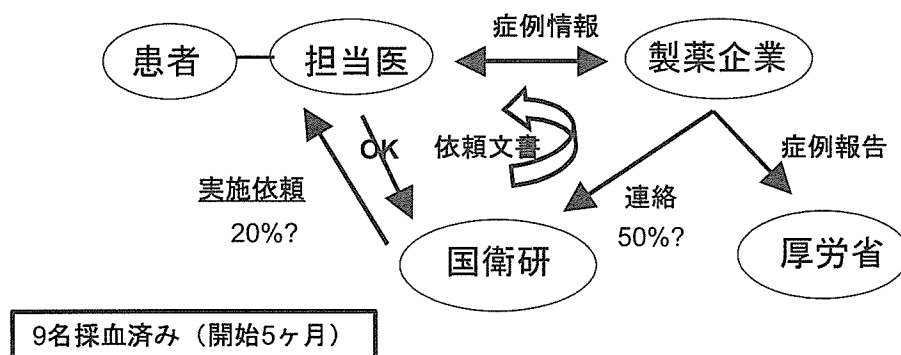 症例情報
患者
担当医
製薬企業
OK
依頼文書
症例報告
実施依頼
20%?
連絡
50%?
国衛研
厚労省
9名採血済み（開始5ヶ月）